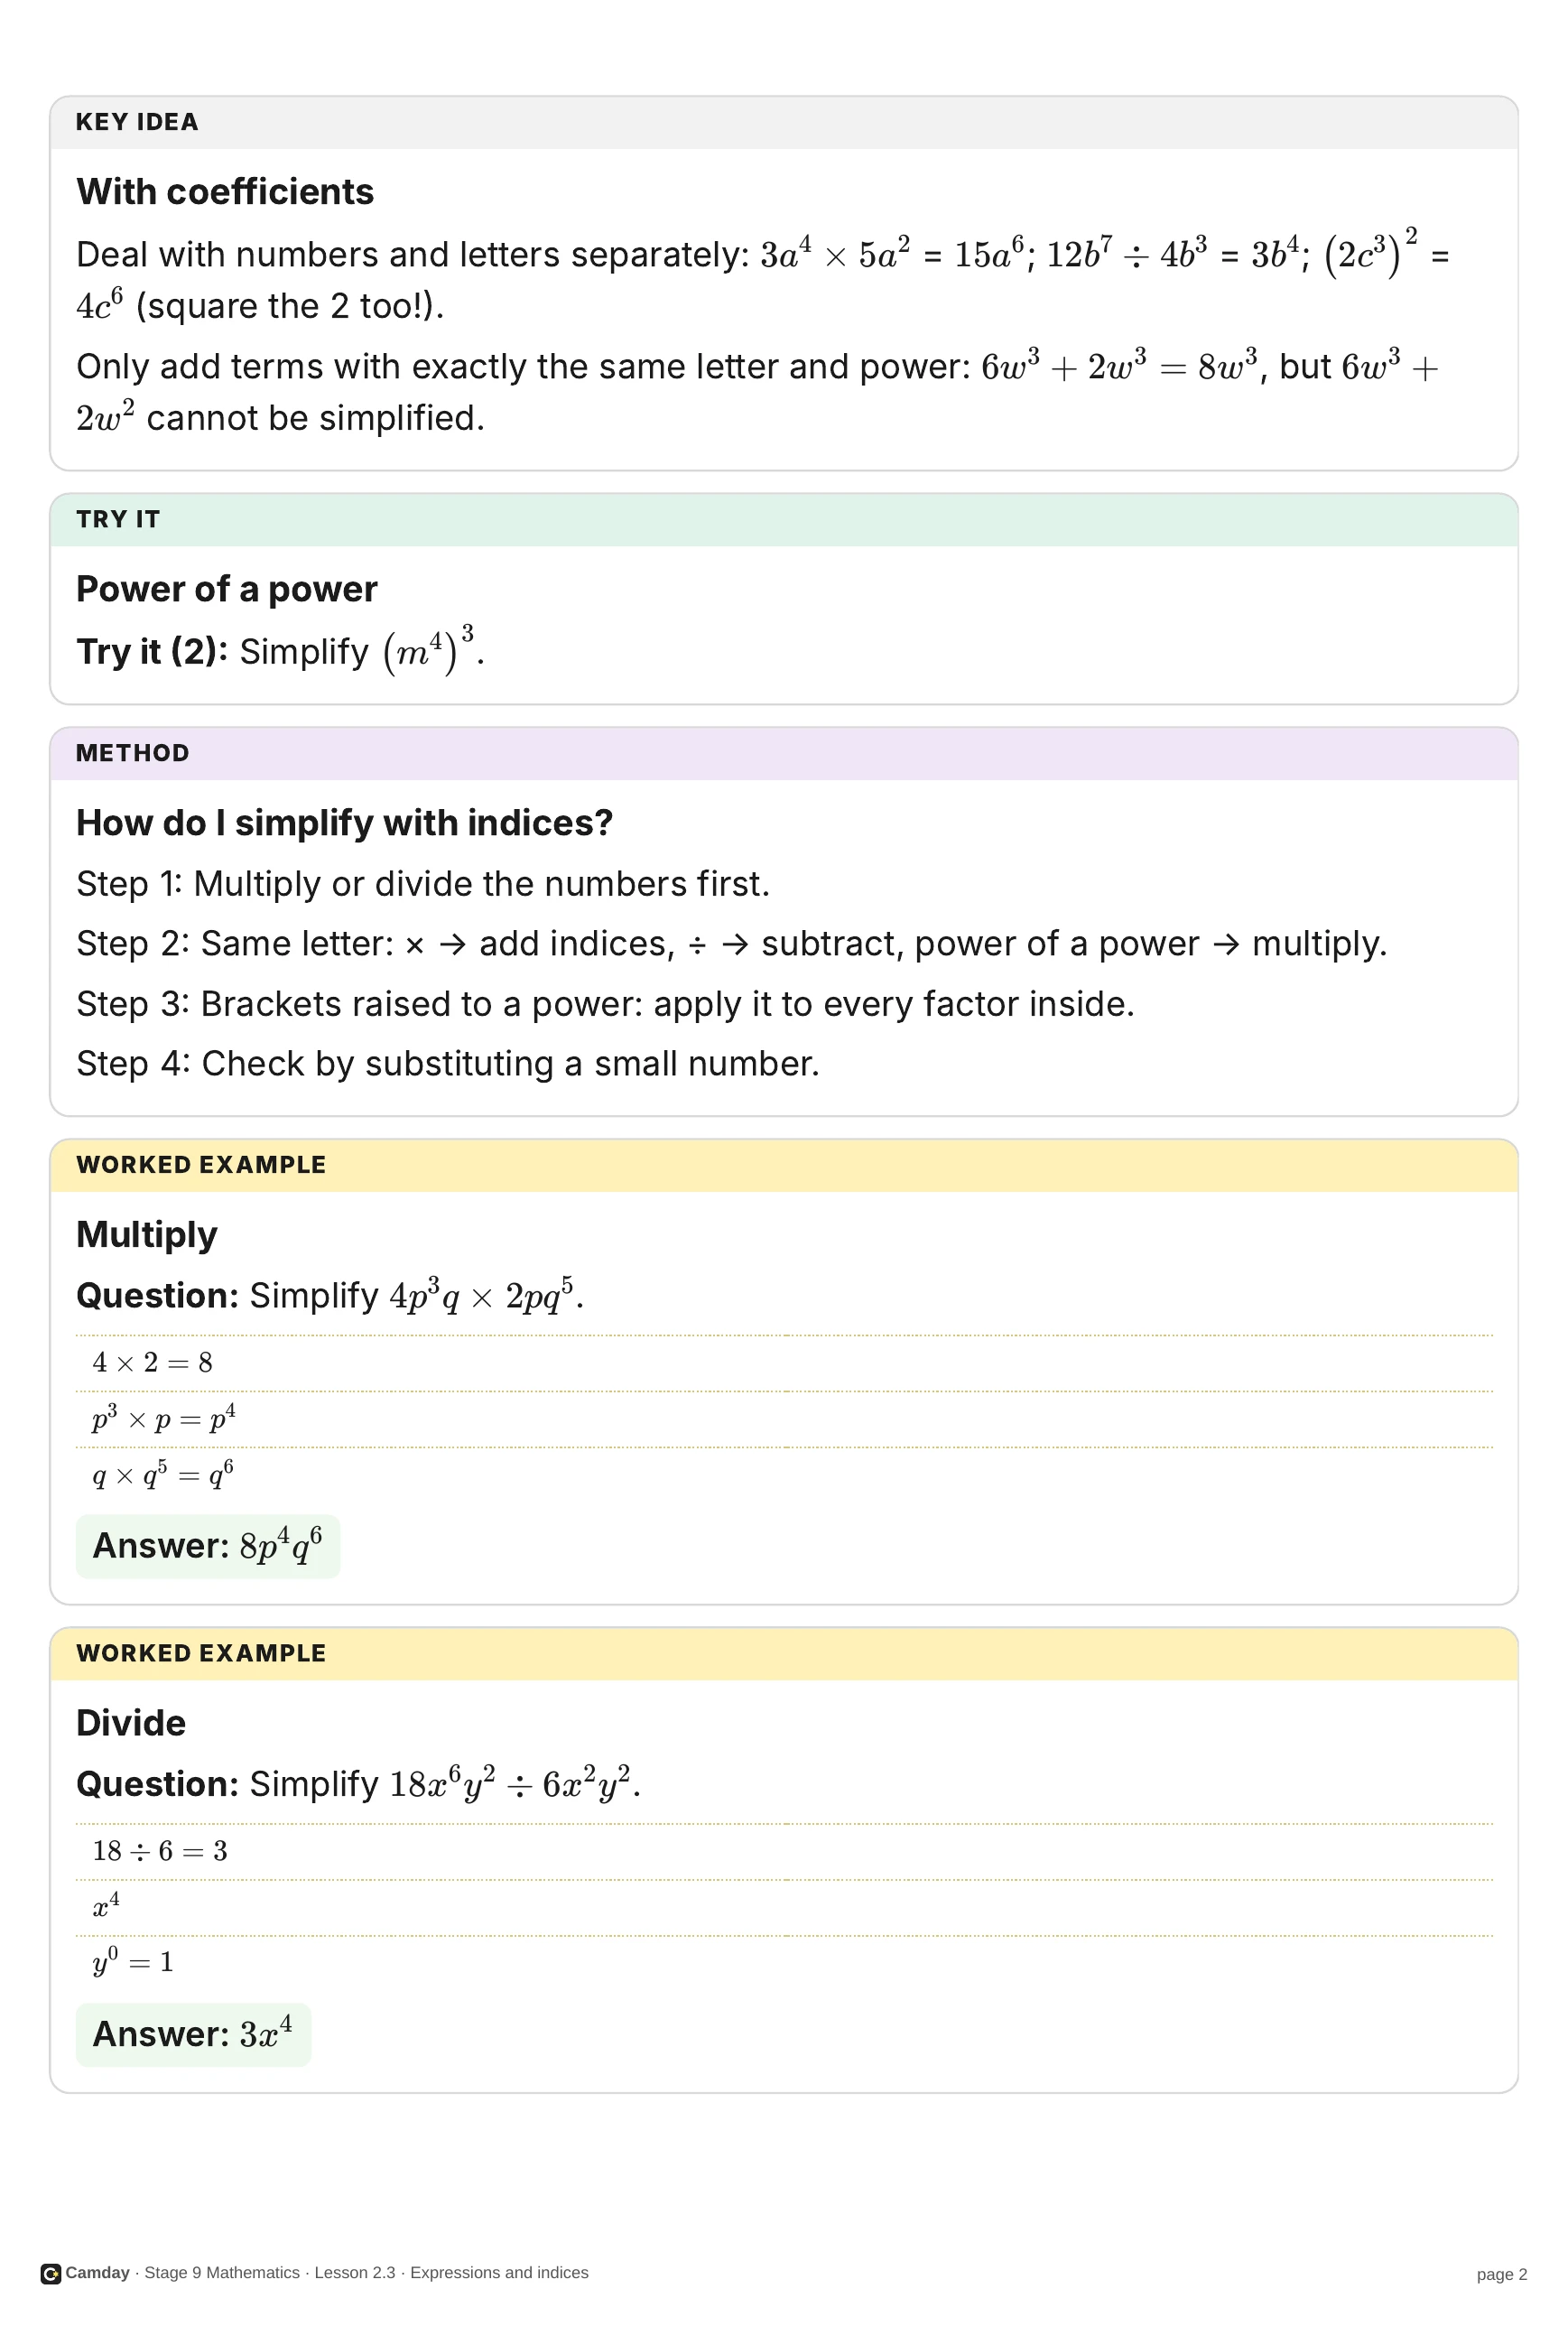 KEY IDEA
With coefficients
Deal with numbers and letters separately: 3a⁴ × 5a² = 15a⁶; 12b⁷ ÷ 4b³ = 3b⁴; (2c³)² =
4c⁶ (square the 2 too!).
Only add terms with exactly the same letter and power: 6w³ + 2w³ = 8w³, but 6w³ +
2w² cannot be simplified.
TRY IT
Power of a power
Try it (2): Simplify (m⁴)³.
METHOD
How do I simplify with indices?
Step 1: Multiply or divide the numbers first.
Step 2: Same letter: × → add indices, ÷ → subtract, power of a power → multiply.
Step 3: Brackets raised to a power: apply it to every factor inside.
Step 4: Check by substituting a small number.
WORKED EXAMPLE
Multiply
Question: Simplify 4p³q × 2pq⁵.
4 × 2 = 8
p³ × p = p⁴
q × q⁵ = q⁶
Answer: 8p⁴q⁶
WORKED EXAMPLE
Divide
Question: Simplify 18x⁶y² ÷ 6x²y².
18 ÷ 6 = 3
x⁴
y⁰ = 1
Answer: 3x⁴
Camday · Stage 9 Mathematics · Lesson 2.3 · Expressions and indices
page 2